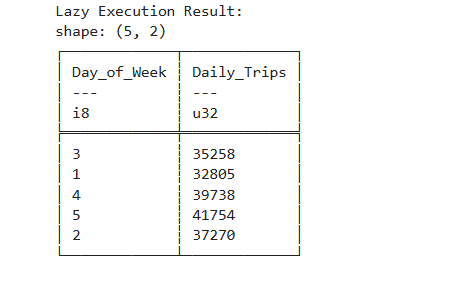 Lazy Execution Result:
shape: (5, 2)
Day_of_Week Daily_Trips
--- ---
i8 u32
3 35258
1 32805
4 39738
5 41754
2 37270